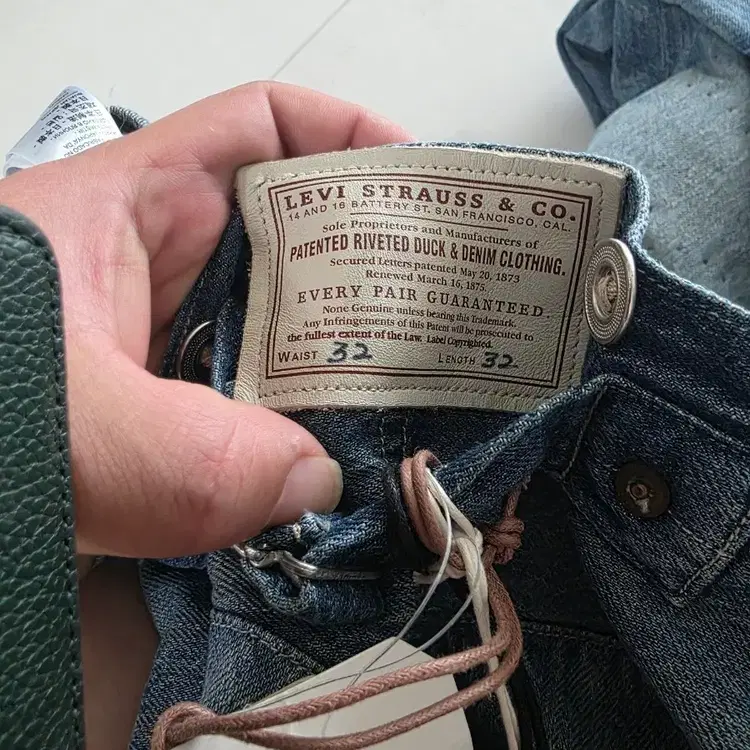 LEVI STRAUSS & CO.
14 AND 16 BATTERY ST. SAN FRANCISCO, CAL.
Sole Proprietors and Manufacturers of
PATENTED RIVETED DUCK & DENIM CLOTHING.
Secured Letters patented May 20, 1873
Renewed March 16, 1875.
EVERY PAIR GUARANTEED.
None Genuine unless bearing this Trademark.
Any Infringements of this Patent will be prosecuted to
the fullest extent of the Law. Label Copyrighted.
WAIST 32 LENGTH 32